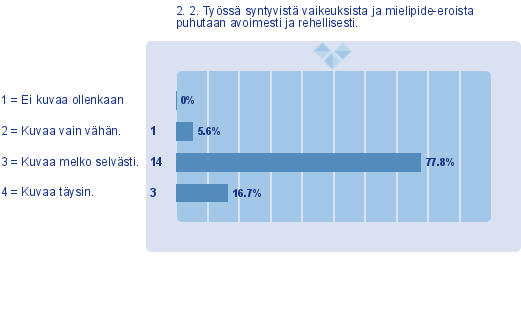 2. 2. Työssä syntyvistä vaikeuksista ja mielipide-eroista
puhutaan avoimesti ja rehellisesti.
1 = Ei kuvaa ollenkaan 0%
2 = Kuvaa vain vähän. 1 5.6%
3 = Kuvaa melko selvästi. 14 77.8%
4 = Kuvaa täysin. 3 16.7%